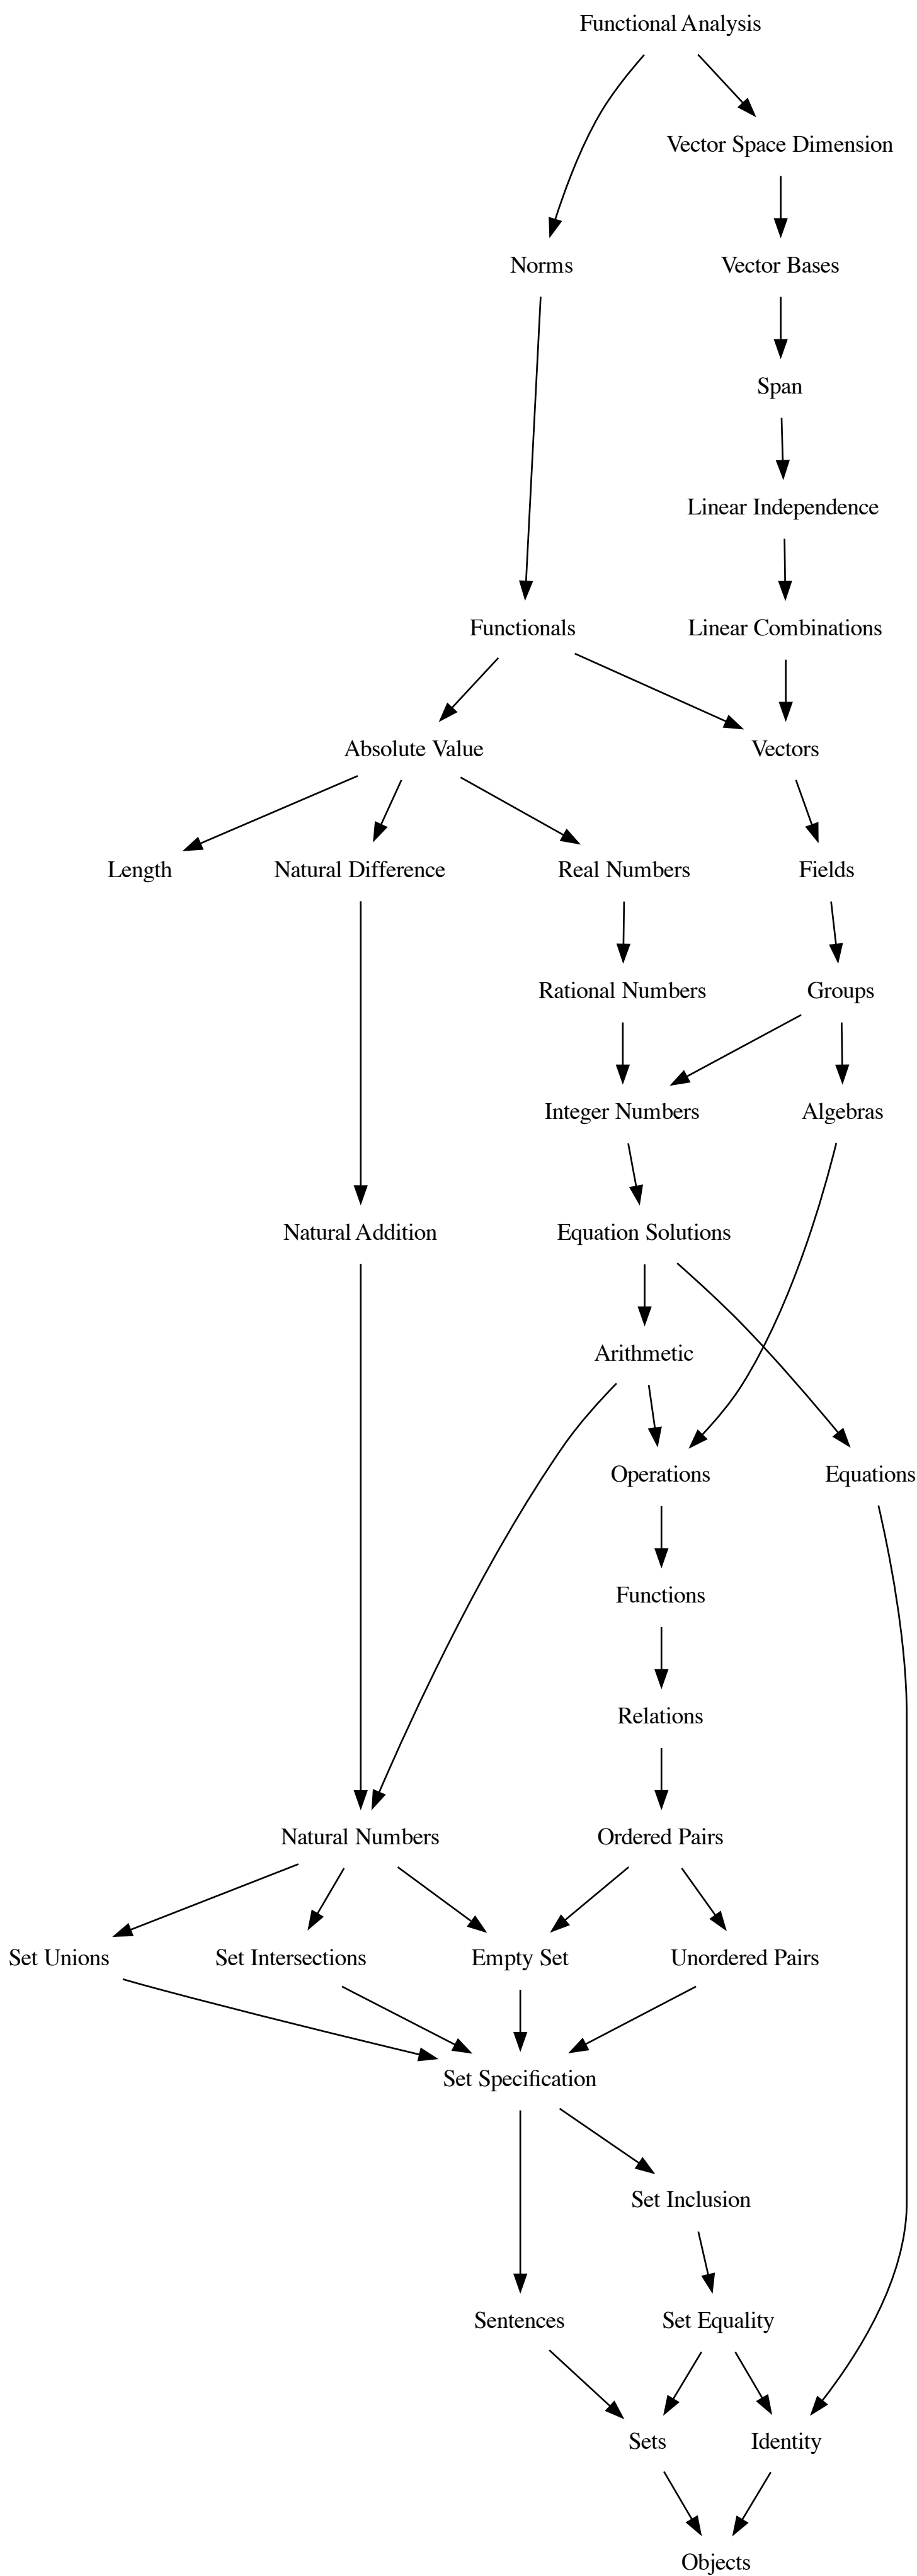 Functional Analysis
Vector Space Dimension
Norms
Vector Bases
Span
Linear Independence
Functionals
Linear Combinations
Absolute Value
Vectors
Length
Natural Difference
Real Numbers
Fields
Rational Numbers
Groups
Integer Numbers
Algebras
Natural Addition
Equation Solutions
Arithmetic
Operations
Equations
Functions
Relations
Natural Numbers
Ordered Pairs
Set Unions
Set Intersections
Empty Set
Unordered Pairs
Set Specification
Set Inclusion
Sentences
Set Equality
Sets
Identity
Objects